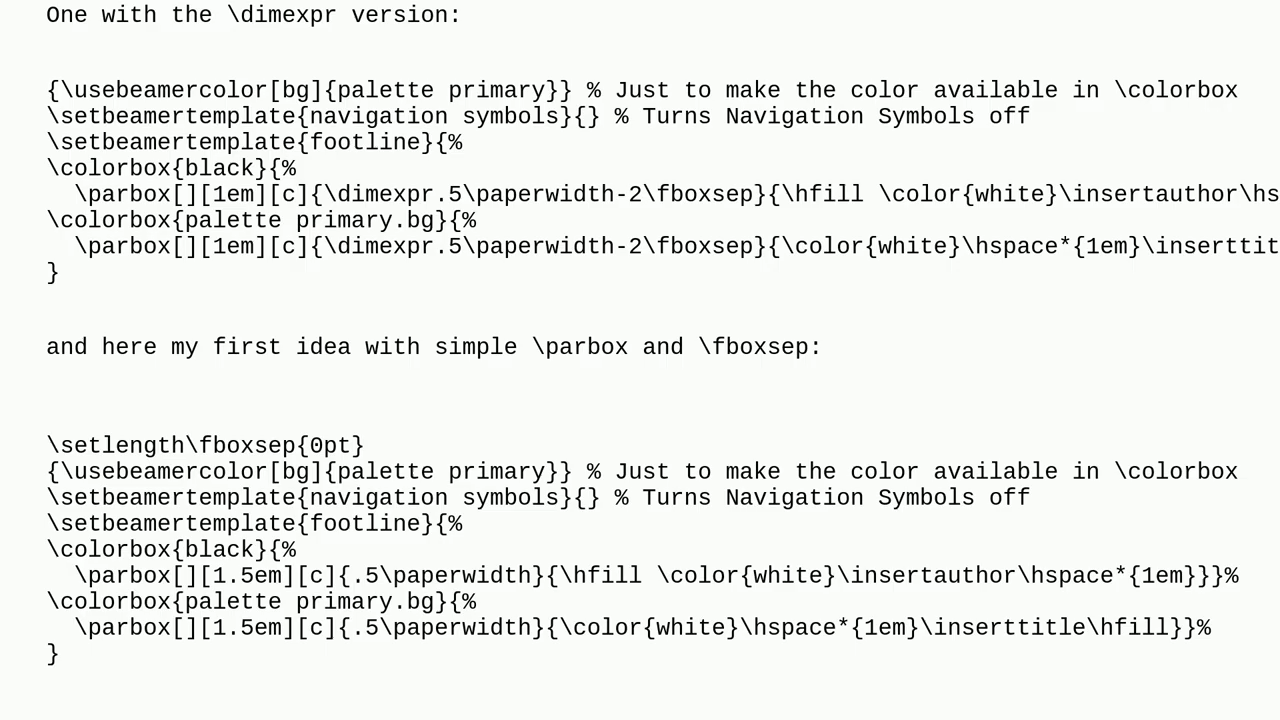 One with the \dimexpr version:
{\usebeamercolor[bg]{palette primary}} % Just to make the color available in \colorbox
\setbeamertemplate{navigation symbols}{} % Turns Navigation Symbols off
\setbeamertemplate{footline}{%
\colorbox{black}{%
  \parbox[][1em][c]{\dimexpr.5\paperwidth-2\fboxsep}{\hfill \color{white}\insertauthor\hs
\colorbox{palette primary.bg}{%
  \parbox[][1em][c]{\dimexpr.5\paperwidth-2\fboxsep}{\color{white}\hspace*{1em}\inserttit
}
and here my first idea with simple \parbox and \fboxsep:
\setlength\fboxsep{0pt}
{\usebeamercolor[bg]{palette primary}} % Just to make the color available in \colorbox
\setbeamertemplate{navigation symbols}{} % Turns Navigation Symbols off
\setbeamertemplate{footline}{%
\colorbox{black}{%
  \parbox[][1.5em][c]{.5\paperwidth}{\hfill \color{white}\insertauthor\hspace*{1em}}}%
\colorbox{palette primary.bg}{%
  \parbox[][1.5em][c]{.5\paperwidth}{\color{white}\hspace*{1em}\inserttitle\hfill}}%
}